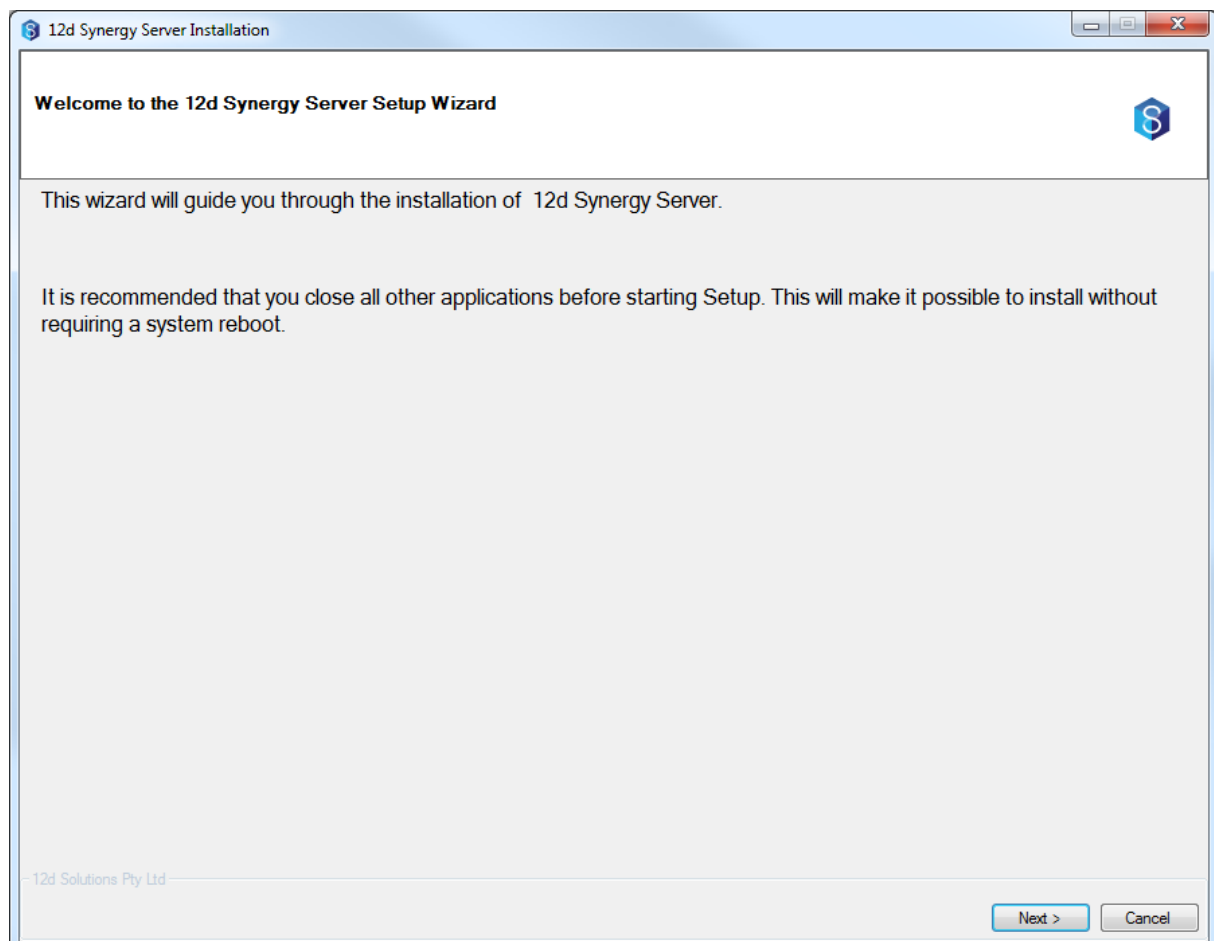 12d Synergy Server Installation
Welcome to the 12d Synergy Server Setup Wizard
This wizard will guide you through the installation of  12d Synergy Server.
It is recommended that you close all other applications before starting Setup. This will make it possible to install without
requiring a system reboot.
12d Solutions Pty Ltd
Next >
Cancel